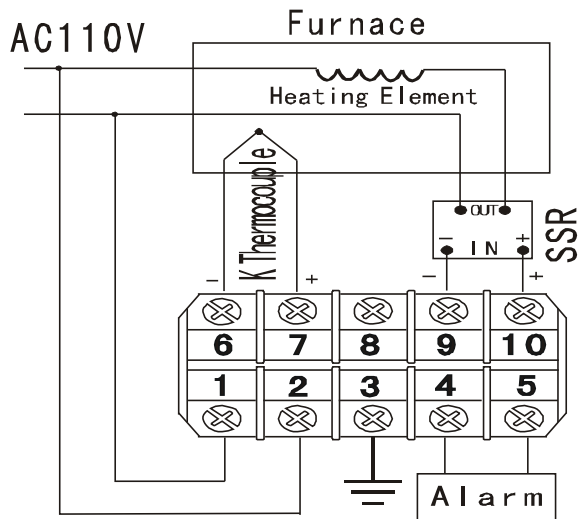 Furnace
AC110V
Heating Element
K Thermocouple
OUT
- IN +
SSR
- + - +
6 7 8 9 10
1 2 3 4 5
Alarm